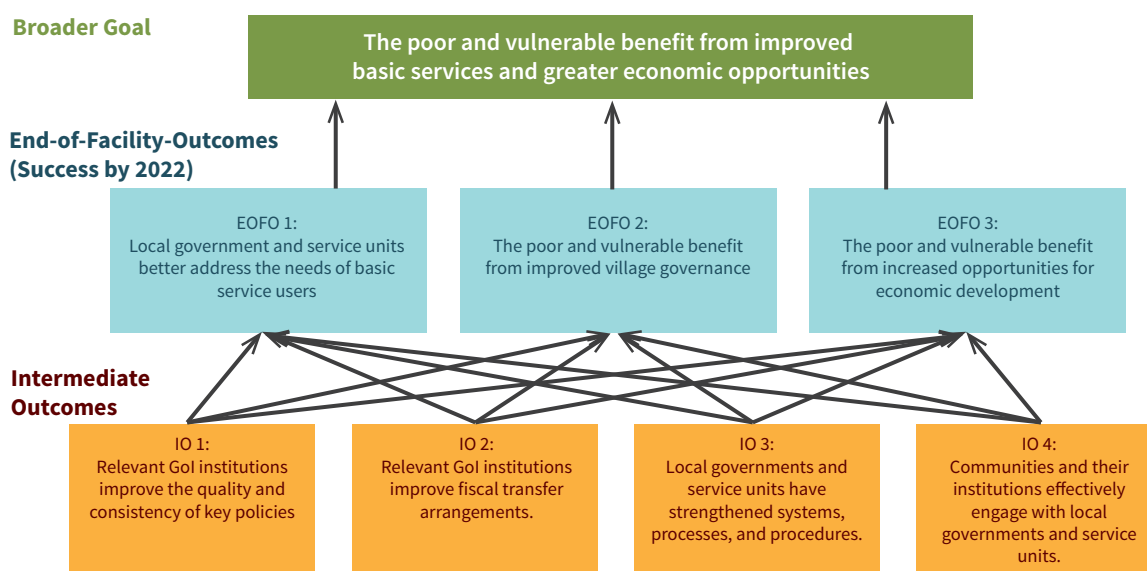 Broader Goal
The poor and vulnerable benefit from improved
basic services and greater economic opportunities
End-of-Facility-Outcomes
(Success by 2022)
EOFO 1:
Local government and service units
better address the needs of basic
service users
EOFO 2:
The poor and vulnerable benefit
from improved village governance
EOFO 3:
The poor and vulnerable benefit
from increased opportunities for
economic development
Intermediate
Outcomes
IO 1:
Relevant GoI institutions
improve the quality and
consistency of key policies
IO 2:
Relevant GoI institutions
improve fiscal transfer
arrangements.
IO 3:
Local governments and
service units have
strengthened systems,
processes, and procedures.
IO 4:
Communities and their
institutions effectively
engage with local
governments and service
units.